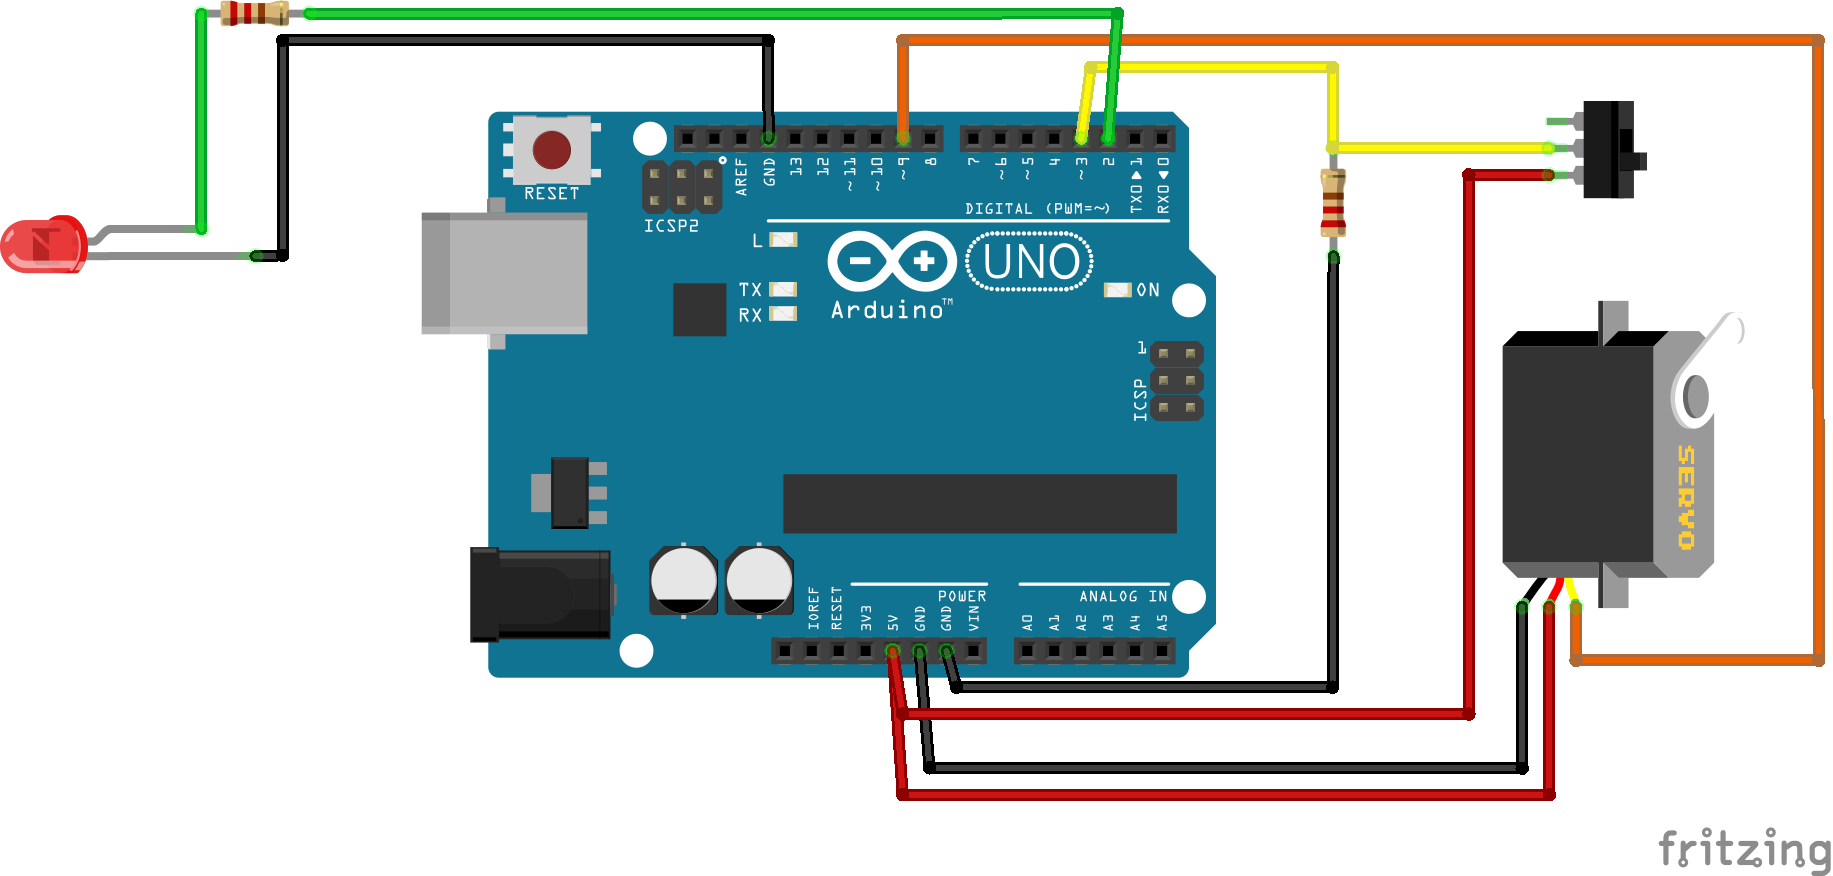 RESET
ICSP2
AREF
GND
13
12
~11
~10
~9
8
7
~6
~5
4
~3
2
TX0▶1
RX0◀0
DIGITAL (PWM=~)
L
TX
RX
Arduino™
UNO
ON
1
ICSP
SERVO
IOREF
RESET
3V3
5V
GND
GND
VIN
POWER
ANALOG IN
A0
A1
A2
A3
A4
A5
fritzing